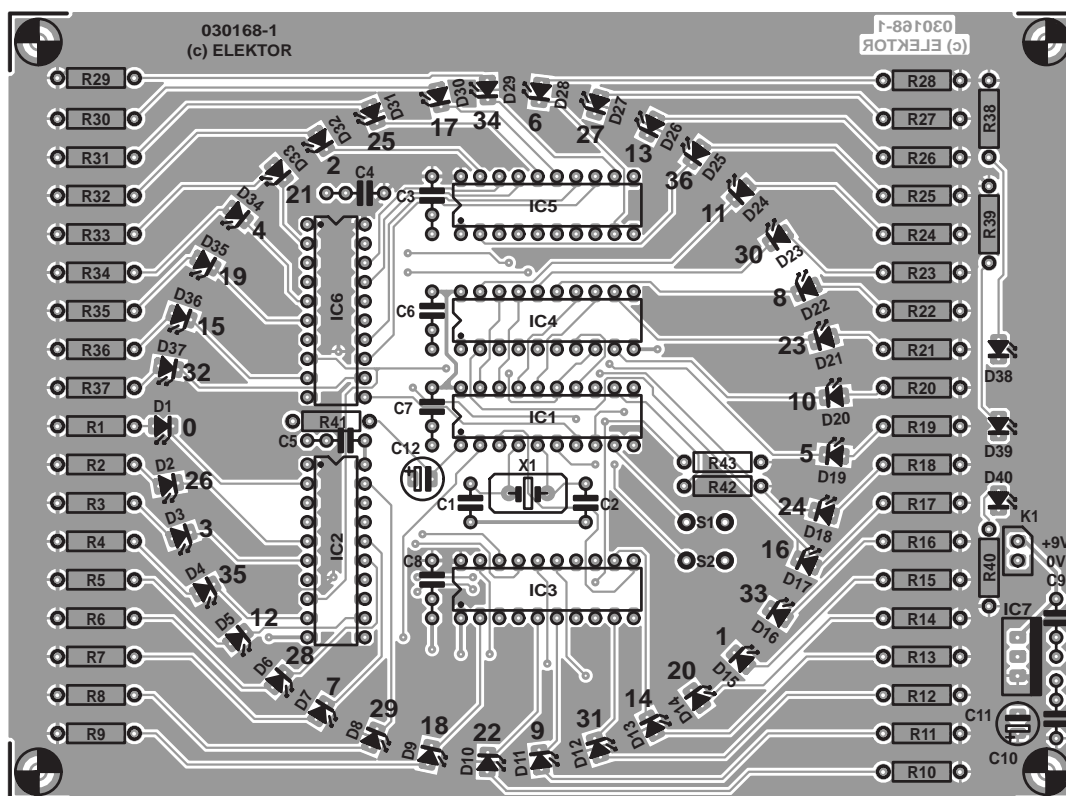 030168-1
(c) ELEKTOR
030168-1
(c) ELEKTOR
R29
R30
R31
R32
R33
R34
R35
R36
R37
R1
R2
R3
R4
R5
R6
R7
R8
R9
R28
R27
R26
R25
R24
R23
R22
R21
R20
R19
R18
R17
R16
R15
R14
R13
R12
R11
R10
R38
R39
D38
D39
D40
R40
K1
+9V
0V
C9
IC7
C11
C10
D1
0
D2
26
D3
3
D4
35
D5
12
D6
28
D7
7
D8
29
D9
18
D10
22
D11
9
D12
31
D13
14
D14
20
D15
1
D16
33
D17
16
D18
24
D19
5
D20
10
D21
23
D22
8
D23
30
D24
11
D25
36
D26
13
D27
27
D28
6
D29
34
D30
17
D31
25
D32
2
D33
21
D34
4
D35
19
D36
15
D37
32
C4
C3
IC5
IC6
C6
IC4
C7
IC1
R41
C5
C12
X1
C1
C2
R43
R42
S1
S2
IC2
C8
IC3